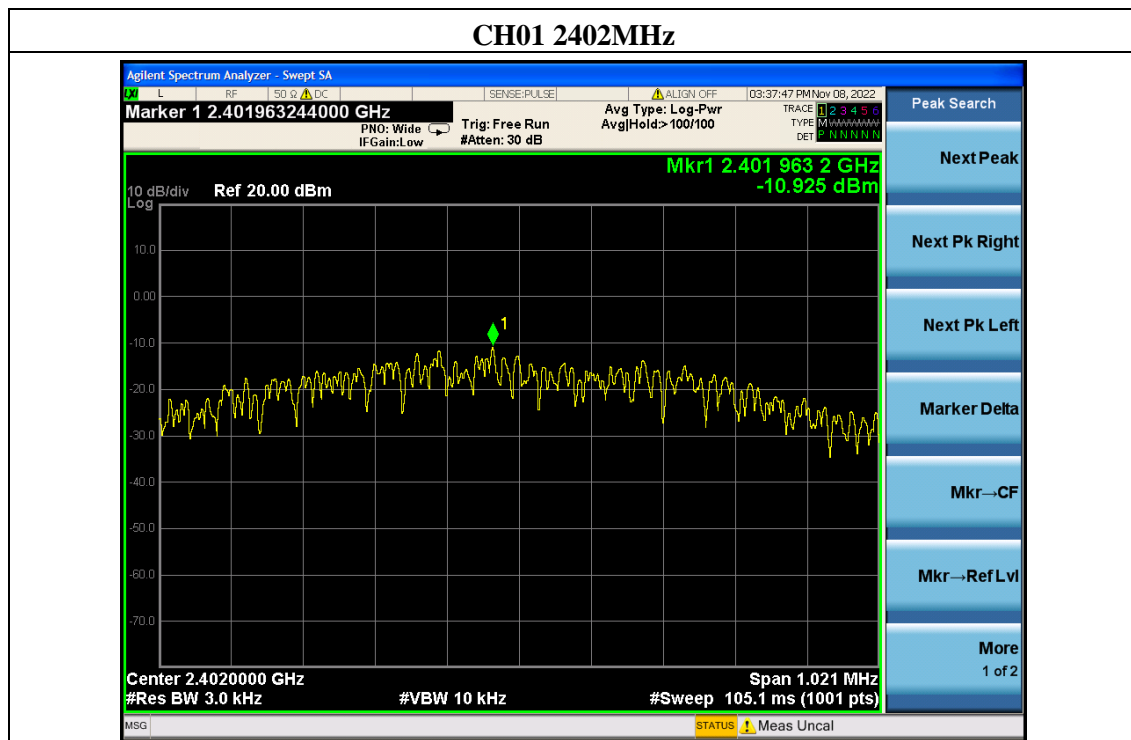 CH01 2402MHz
Agilent Spectrum Analyzer - Swept SA
LXI L RF 50 Ω DC SENSE:PULSE ALIGN OFF 03:37:47 PM Nov 08, 2022
Marker 1 2.401963244000 GHz
PNO: Wide
IFGain:Low
Trig: Free Run
#Atten: 30 dB
Avg Type: Log-Pwr
Avg|Hold:>100/100
TRACE 1 2 3 4 5 6
TYPE MWWWWW
DET P N N N N N
Mkr1 2.401 963 2 GHz
-10.925 dBm
10 dB/div Ref 20.00 dBm
Log
10.0
0.00
-10.0
-20.0
-30.0
-40.0
-50.0
-60.0
-70.0
1
Center 2.4020000 GHz Span 1.021 MHz
#Res BW 3.0 kHz #VBW 10 kHz #Sweep 105.1 ms (1001 pts)
MSG STATUS Meas Uncal
Peak Search
Next Peak
Next Pk Right
Next Pk Left
Marker Delta
Mkr→CF
Mkr→Ref Lvl
More
1 of 2